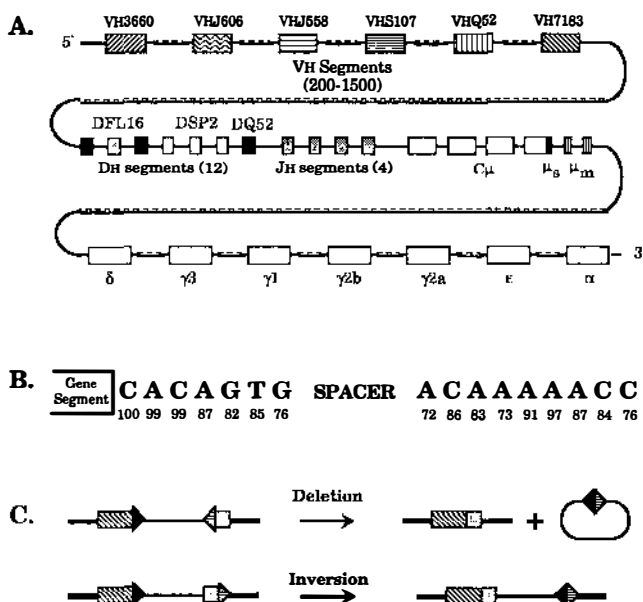 A.
VH3660 VHJ606 VHJ558 VHS107 VHQ52 VH7183
5'
VH Segments
(200-1500)
DFL16 DSP2 DQ52
DH segments (12) JH segments (4) Cμ μs μm
3
δ γ3 γ1 γ2b γ2a ε α
B.
Gene
Segment
C A C A G T G SPACER A C A A A A A C C
100 99 99 87 82 85 76 72 86 83 73 91 97 87 84 76
C.
Deletion
+
Inversion